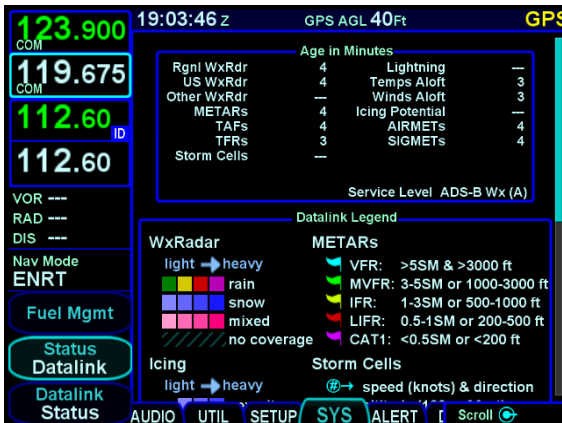 123.900
COM
119.675
COM
112.60
ID
112.60
VOR ---
RAD ---
DIS ---
Nav Mode
ENRT
Fuel Mgmt
Status
Datalink
Datalink
Status
19:03:46 Z GPS AGL 40Ft GPS
Age in Minutes
Rgnl WxRdr 4 Lightning ---
US WxRdr 4 Temps Aloft 3
Other WxRdr --- Winds Aloft 3
METARs 4 Icing Potential ---
TAFs 4 AIRMETs 4
TFRs 3 SIGMETs 4
Storm Cells ---
Service Level ADS-B Wx (A)
Datalink Legend
WxRadar METARs
light heavy VFR: >5SM & >3000 ft
rain MVFR: 3-5SM or 1000-3000 ft
snow IFR: 1-3SM or 500-1000 ft
mixed LIFR: 0.5-1SM or 200-500 ft
no coverage CAT1: <0.5SM or <200 ft
Icing Storm Cells
light heavy # speed (knots) & direction
AUDIO UTIL SETUP SYS ALERT Scroll